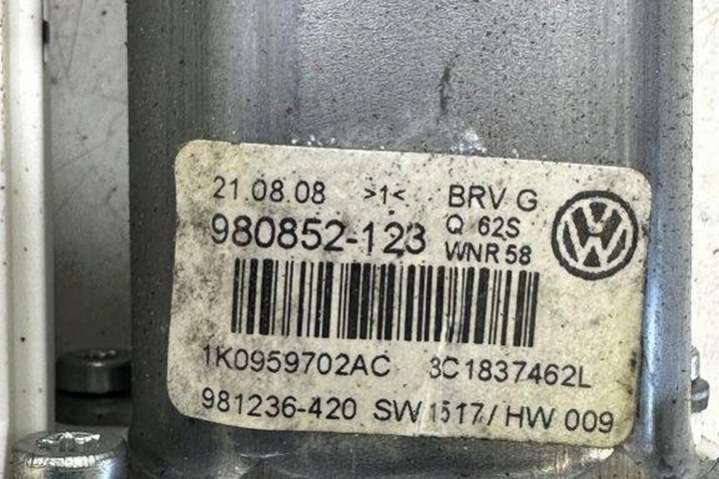 21.08.08 >1< BRV G
980852-123 Q 62S
WNR 58
1K0959702AC 3C1837462L
981236-420 SW 1517/HW 009